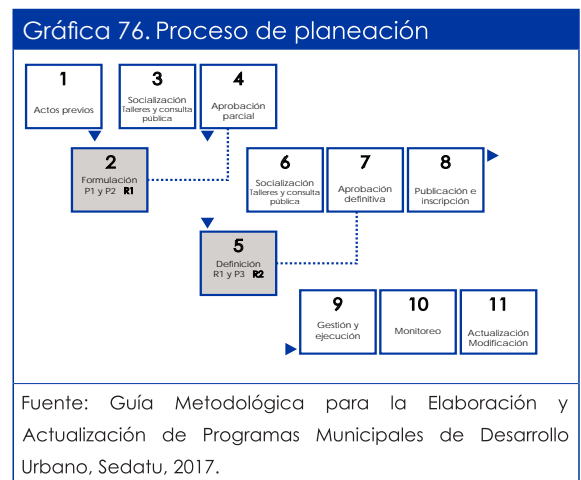 Gráfica 76. Proceso de planeación
1
Actos previos
3
Socialización
Talleres y consulta
pública
4
Aprobación
parcial
2
Formulación
P1 y P2 R1
6
Socialización
Talleres y consulta
pública
7
Aprobación
definitiva
8
Publicación e
inscripción
5
Definición
R1 y P3 R2
9
Gestión y
ejecución
10
Monitoreo
11
Actualización
Modificación
Fuente: Guía Metodológica para la Elaboración y
Actualización de Programas Municipales de Desarrollo
Urbano, Sedatu, 2017.